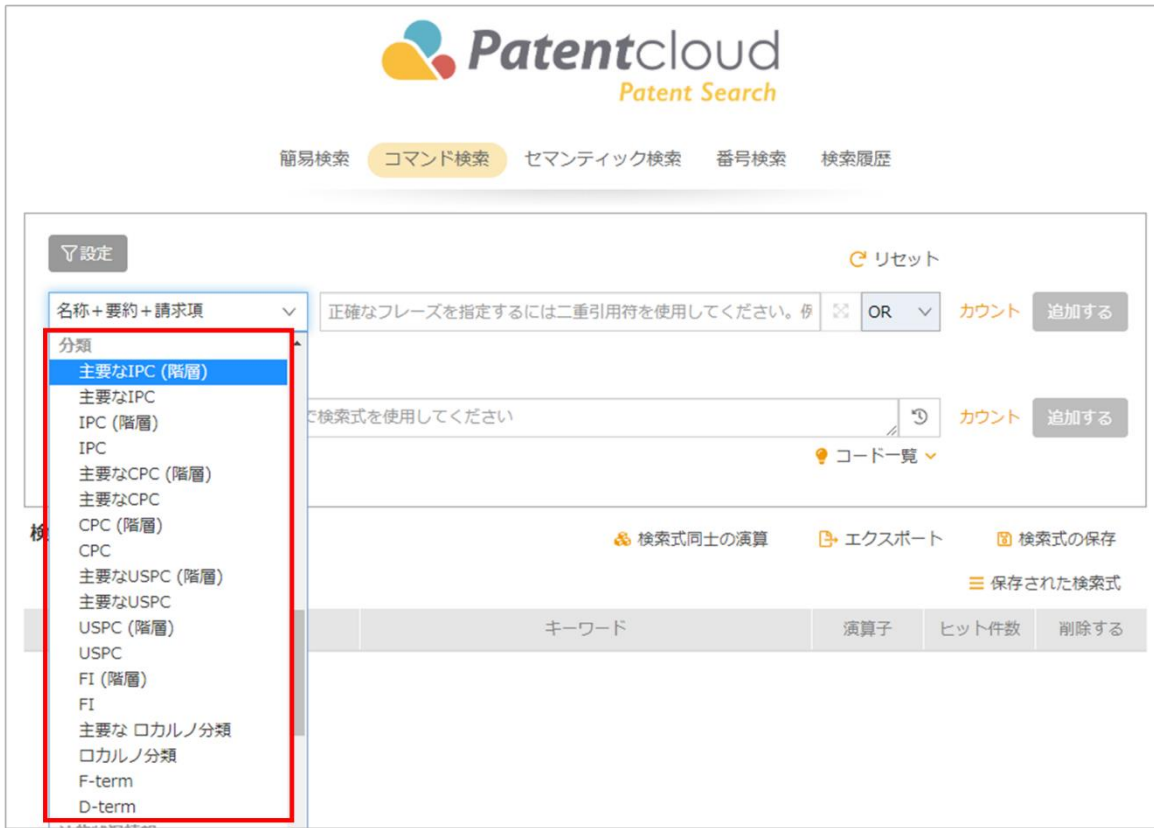 Patentcloud
Patent Search
簡易検索 コマンド検索 セマンティック検索 番号検索 検索履歴
設定
リセット
名称+要約+請求項 正確なフレーズを指定するには二重引用符を使用してください。例 OR カウント 追加する
分類
主要なIPC (階層)
主要なIPC
IPC (階層)
IPC
主要なCPC (階層)
主要なCPC
CPC (階層)
CPC
主要なUSPC (階層)
主要なUSPC
USPC (階層)
USPC
FI (階層)
FI
主要な ロカルノ分類
ロカルノ分類
F-term
D-term
で検索式を使用してください カウント 追加する
コード一覧
検
検索式同士の演算 エクスポート 検索式の保存
保存された検索式
キーワード 演算子 ヒット件数 削除する